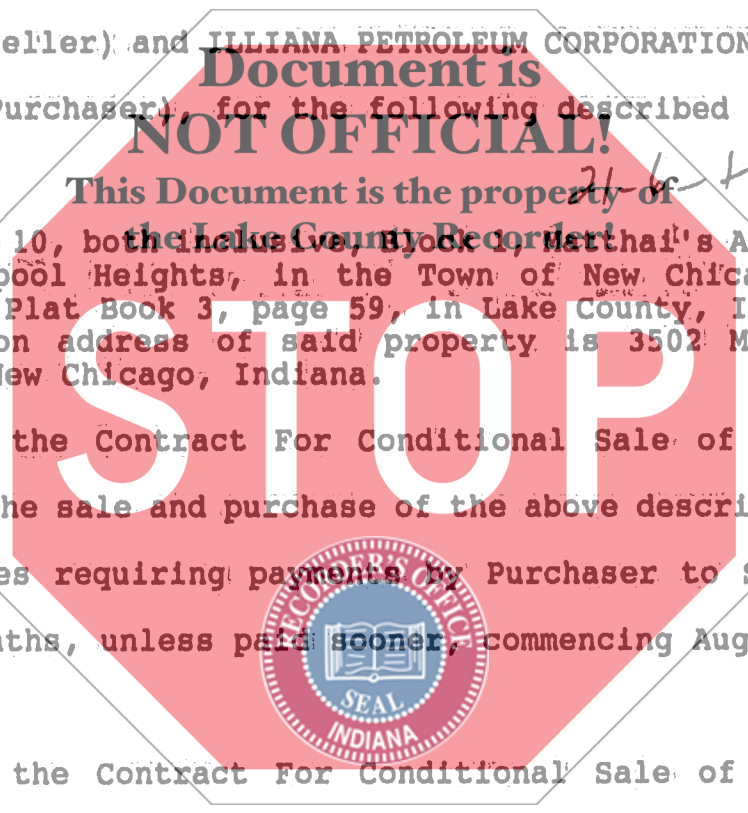 eller) and ILLIANA PETROLEUM CORPORATION
Document is
urchaser), for the following described
NOT OFFICIAL!
This Document is the property of
the Lake County Recorder!
10, both inclusive, Block 1, Matthai's A
pool Heights, in the Town of New Chica
Plat Book 3, page 59, in Lake County, I
on address of said property is 3502 M
ew Chicago, Indiana.
STOP
the Contract For Conditional Sale of
he sale and purchase of the above descri
es requiring payments by Purchaser to S
ths, unless paid sooner, commencing Aug
RECORDER'S OFFICE
SEAL
INDIANA
the Contract For Conditional Sale of